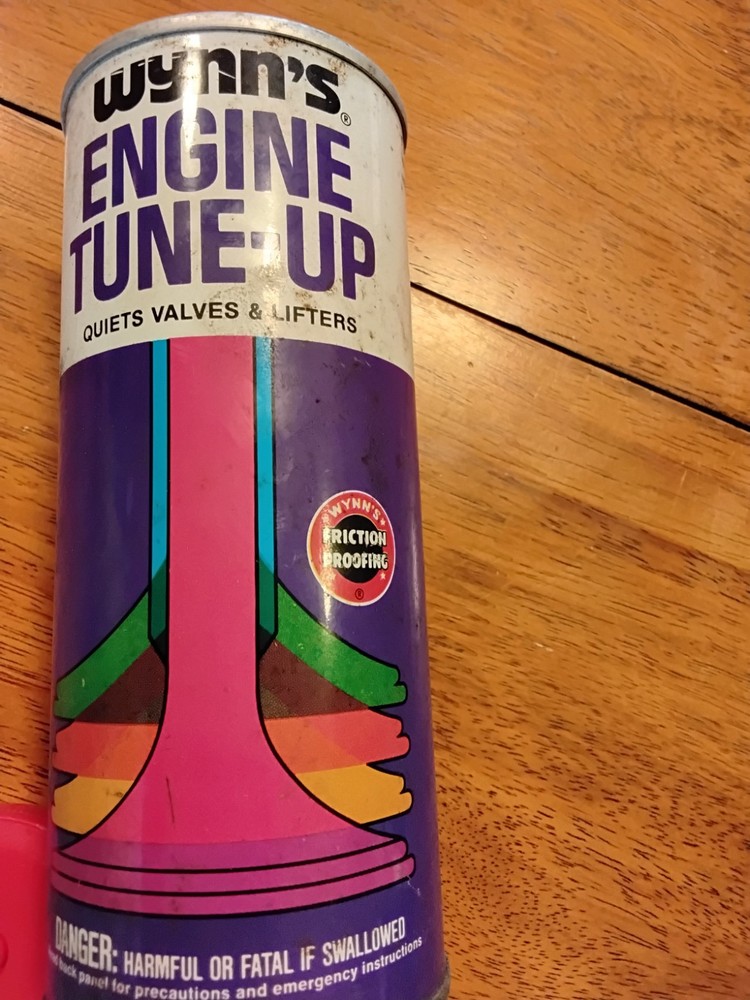 wynn's®
ENGINE
TUNE-UP
QUIETS VALVES & LIFTERS
WYNN'S
FRICTION
PROOFING
®
DANGER: HARMFUL OR FATAL IF SWALLOWED
back panel for precautions and emergency instructions